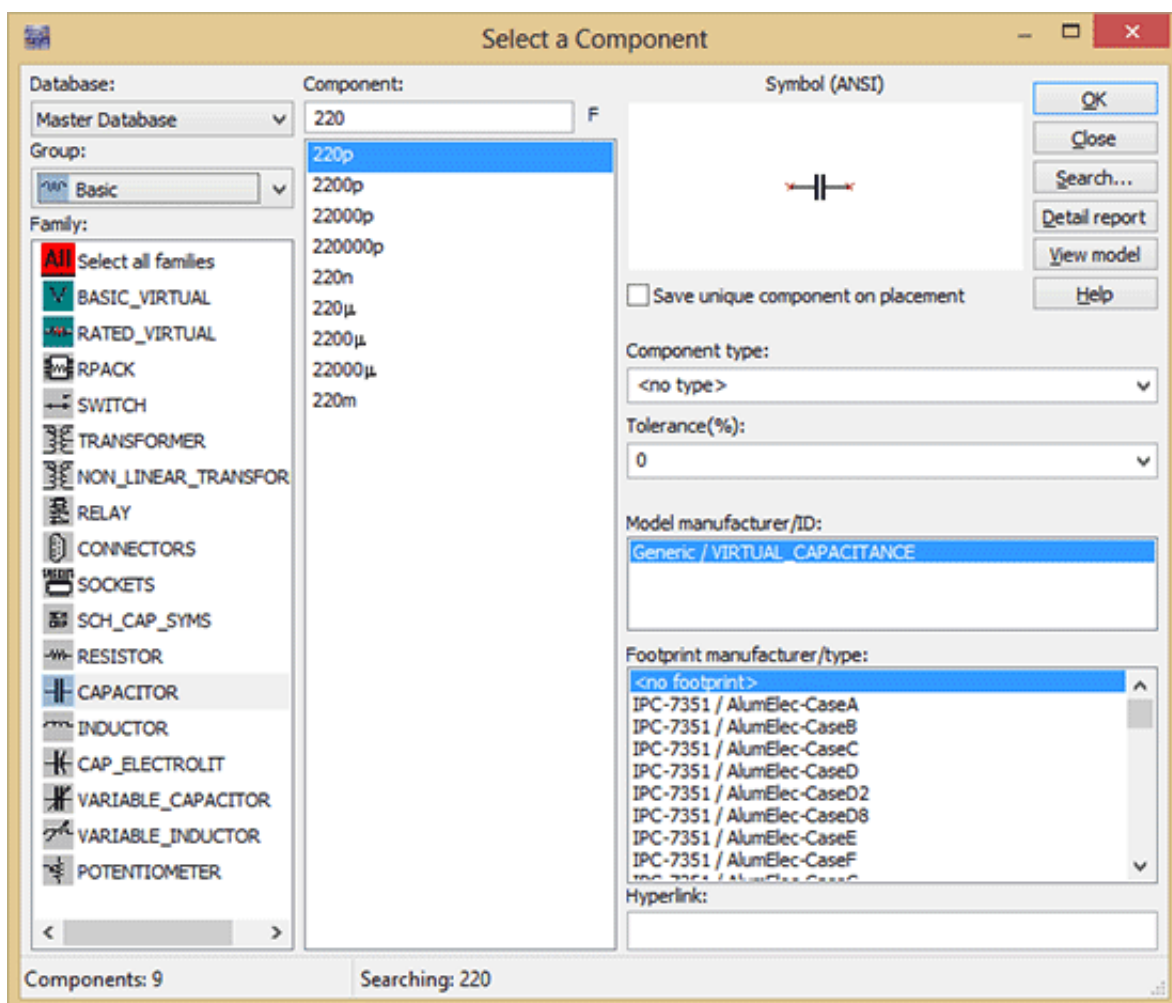 Select a Component
Database:
Master Database
Group:
Basic
Family:
All Select all families
BASIC_VIRTUAL
RATED_VIRTUAL
RPACK
SWITCH
TRANSFORMER
NON_LINEAR_TRANSFOR
RELAY
CONNECTORS
SOCKETS
SCH_CAP_SYMS
RESISTOR
CAPACITOR
INDUCTOR
CAP_ELECTROLIT
VARIABLE_CAPACITOR
VARIABLE_INDUCTOR
POTENTIOMETER
Component:
220 F
220p
2200p
22000p
220000p
220n
220µ
2200µ
22000µ
220m
Symbol (ANSI)
Save unique component on placement
Component type:
<no type>
Tolerance(%):
0
Model manufacturer/ID:
Generic / VIRTUAL_CAPACITANCE
Footprint manufacturer/type:
<no footprint>
IPC-7351 / AlumElec-CaseA
IPC-7351 / AlumElec-CaseB
IPC-7351 / AlumElec-CaseC
IPC-7351 / AlumElec-CaseD
IPC-7351 / AlumElec-CaseD2
IPC-7351 / AlumElec-CaseD8
IPC-7351 / AlumElec-CaseE
IPC-7351 / AlumElec-CaseF
Hyperlink:
OK
Close
Search...
Detail report
View model
Help
Components: 9
Searching: 220